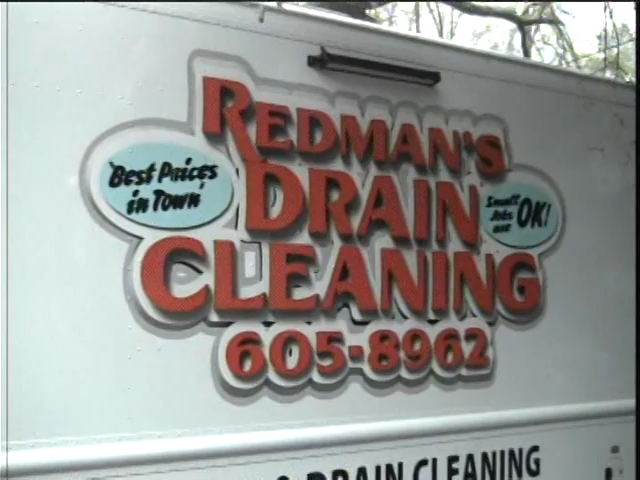 REDMAN'S
DRAIN
CLEANING
"Best Prices
in Town"
Small
Jobs
are OK!
605-8962
& DRAIN CLEANING